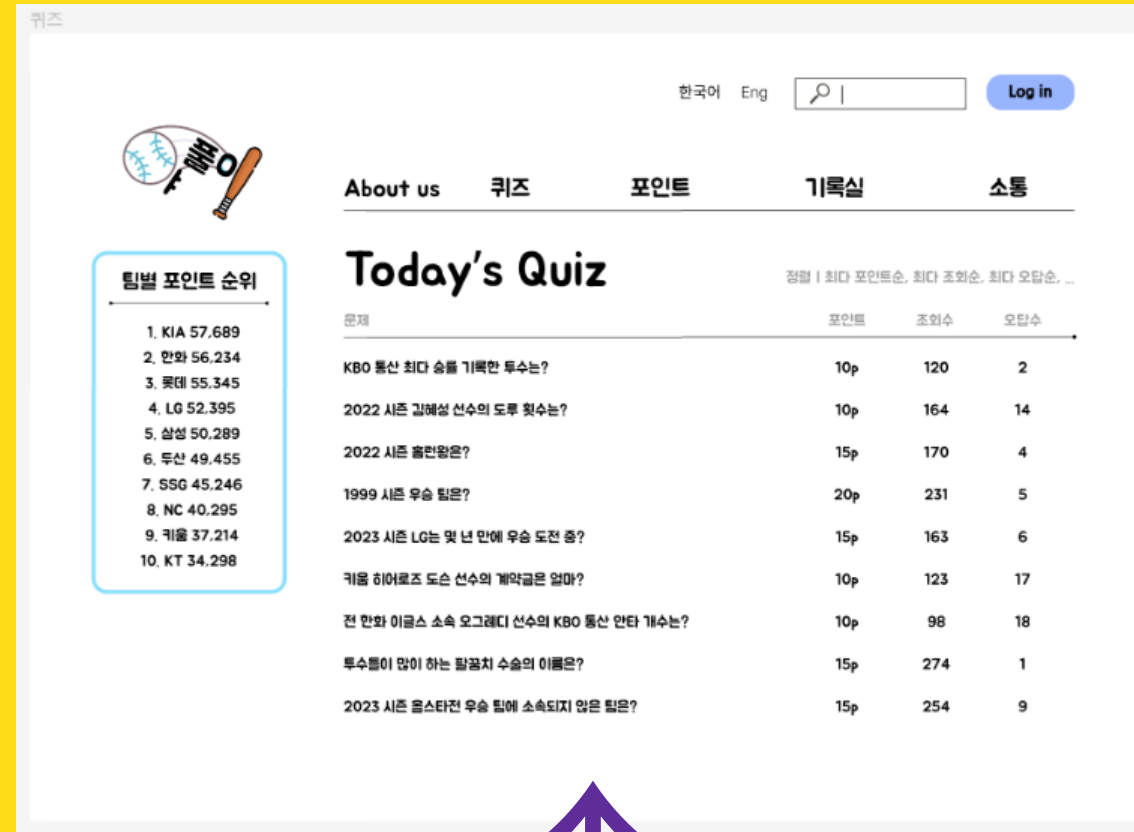 퀴즈
한국어 Eng
Log in
야풀이
About us 퀴즈 포인트 기록실 소통
팀별 포인트 순위
1. KIA 57,689
2. 한화 56,234
3. 롯데 55,345
4. LG 52,395
5. 삼성 50,289
6. 두산 49,455
7. SSG 45,246
8. NC 40,295
9. 키움 37,214
10. KT 34,298
Today's Quiz
정렬 | 최다 포인트순, 최다 조회순, 최다 오답순, ...
문제 포인트 조회수 오답수
KBO 통산 최다 승률 기록한 투수는? 10p 120 2
2022 시즌 김혜성 선수의 도루 횟수는? 10p 164 14
2022 시즌 홈런왕은? 15p 170 4
1999 시즌 우승 팀은? 20p 231 5
2023 시즌 LG는 몇 년 만에 우승 도전 중? 15p 163 6
키움 히어로즈 도슨 선수의 계약금은 얼마? 10p 123 17
전 한화 이글스 소속 오그레디 선수의 KBO 통산 안타 개수는? 10p 98 18
투수들이 많이 하는 팔꿈치 수술의 이름은? 15p 274 1
2023 시즌 올스타전 우승 팀에 소속되지 않은 팀은? 15p 254 9